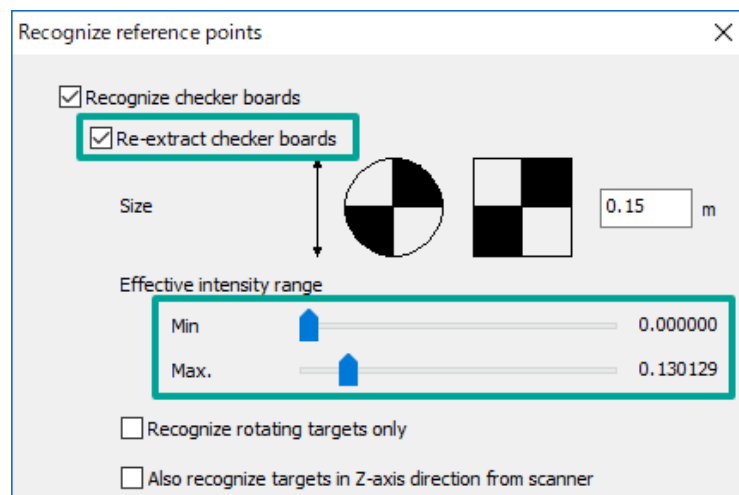 Recognize reference points
Recognize checker boards
Re-extract checker boards
Size
0.15 m
Effective intensity range
Min 0.000000
Max. 0.130129
Recognize rotating targets only
Also recognize targets in Z-axis direction from scanner